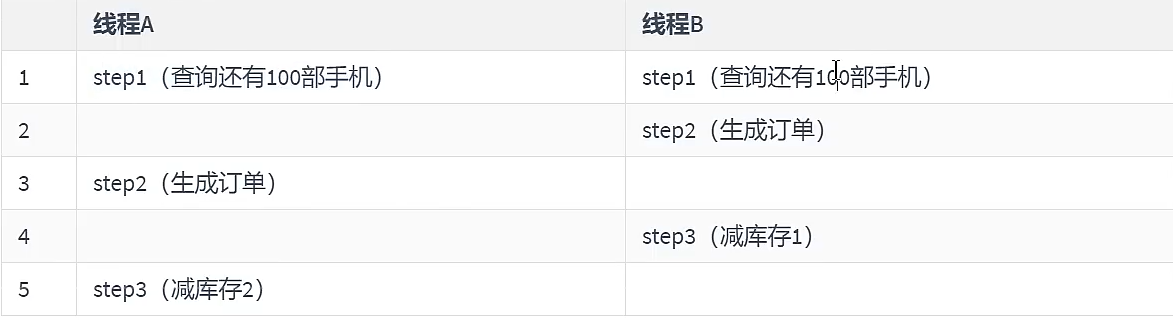 线程A 线程B
1 step1（查询还有100部手机） step1（查询还有100部手机）
2 step2（生成订单）
3 step2（生成订单）
4 step3（减库存1）
5 step3（减库存2）